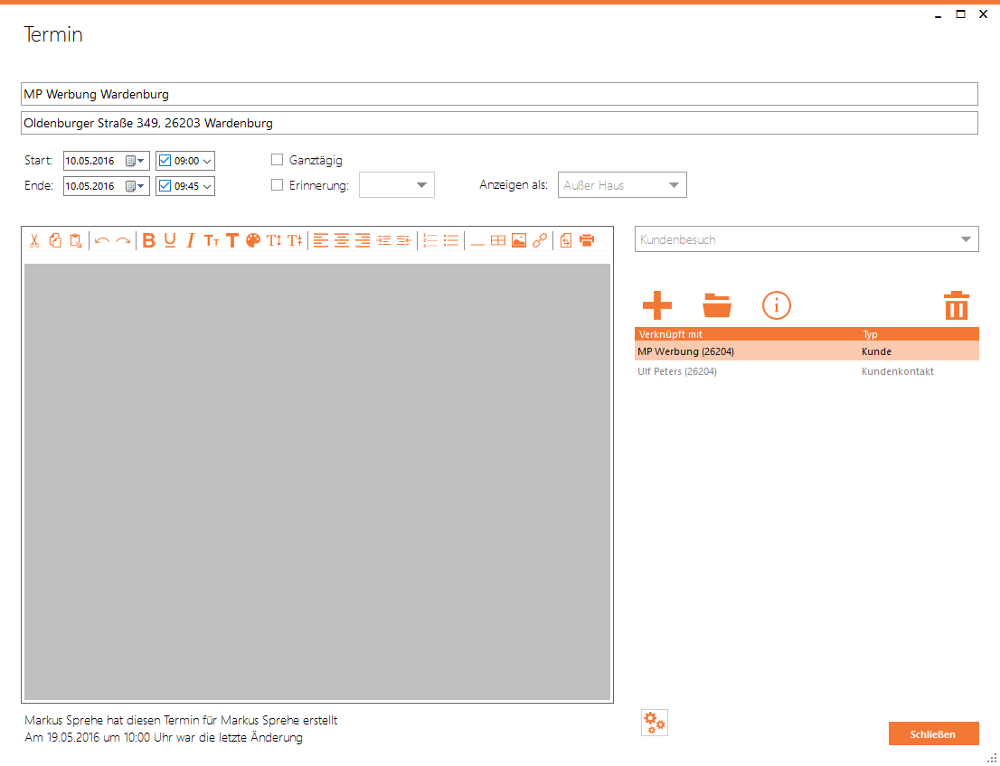 Termin
MP Werbung Wardenburg
Oldenburger Straße 349, 26203 Wardenburg
Start: 10.05.2016 09:00 Ganztägig
Ende: 10.05.2016 09:45 Erinnerung: Anzeigen als: Außer Haus
Kundenbesuch
Verknüpft mit Typ
MP Werbung (26204) Kunde
Ulf Peters (26204) Kundenkontakt
Markus Sprehe hat diesen Termin für Markus Sprehe erstellt
Am 19.05.2016 um 10:00 Uhr war die letzte Änderung
Schließen